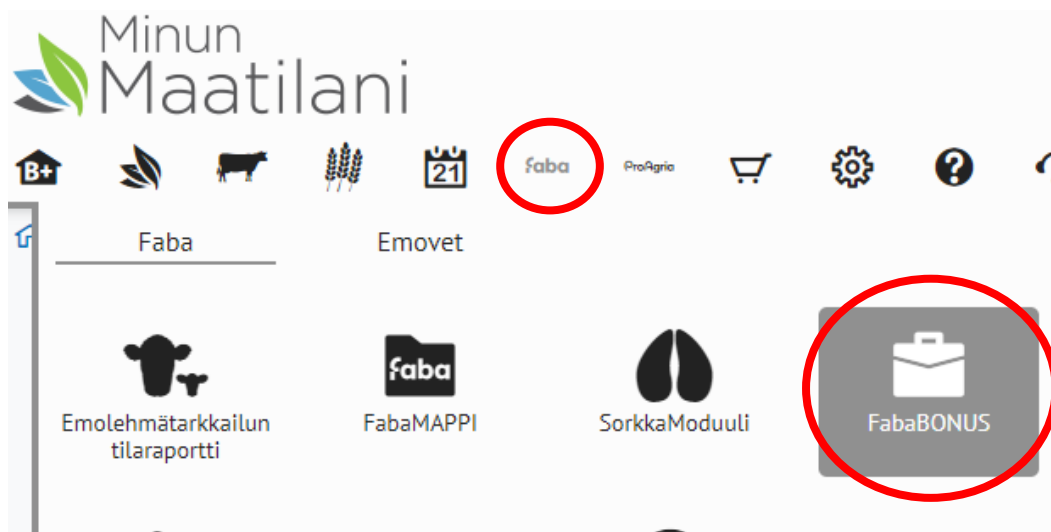 Minun
Maatilani
B+
21
faba
ProAgria
?
Faba
Emovet
faba
Emolehmätarkkailun
tilaraportti
FabaMAPPI
SorkkaModuuli
FabaBONUS